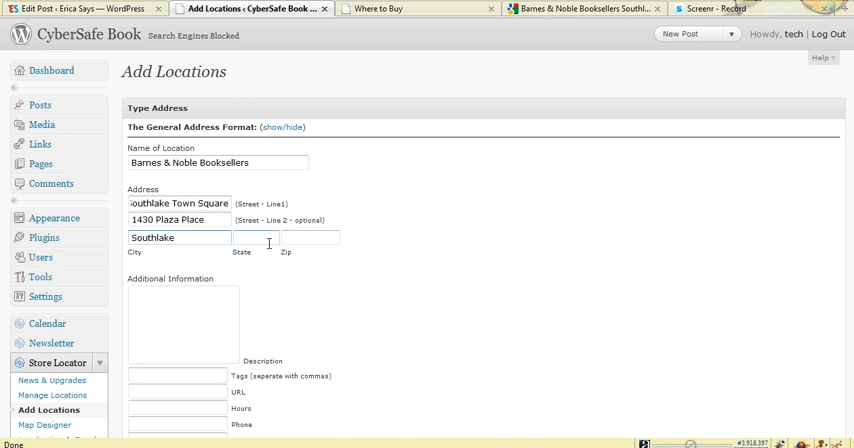 Edit Post ‹ Erica Says — WordPress
Add Locations ‹ CyberSafe Book ...
Where to Buy
Barnes & Noble Booksellers Southl...
Screenr - Record
CyberSafe Book
Search Engines Blocked
New Post
Howdy, tech | Log Out
Help
Dashboard
Posts
Media
Links
Pages
Comments
Appearance
Plugins
Users
Tools
Settings
Calendar
Newsletter
Store Locator
News & Upgrades
Manage Locations
Add Locations
Map Designer
Add Locations
Type Address
The General Address Format: (show/hide)
Name of Location
Barnes & Noble Booksellers
Address
outhlake Town Square (Street - Line1)
1430 Plaza Place (Street - Line 2 - optional)
Southlake
City State Zip
Additional Information
Description
Tags (seperate with commas)
URL
Hours
Phone
Done
#3,918,397